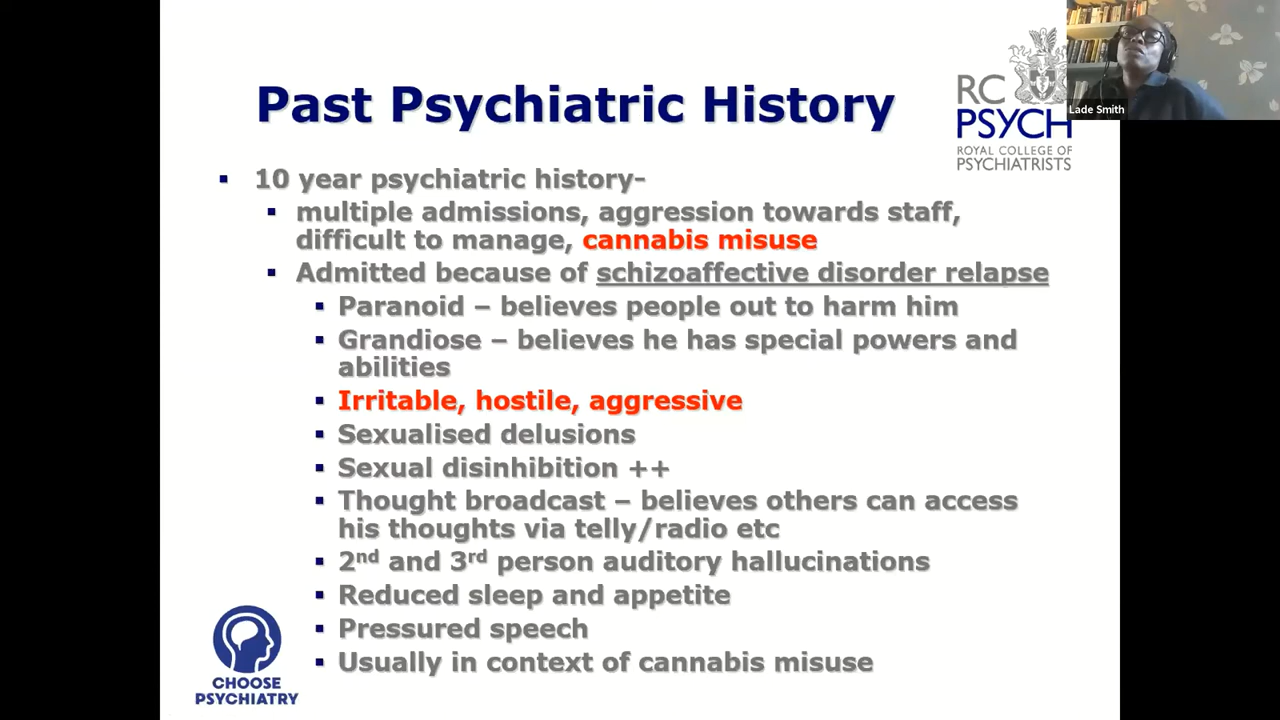 Past Psychiatric History
RC
PSYCH
ROYAL COLLEGE OF
PSYCHIATRISTS
Lade Smith
▪ 10 year psychiatric history-
▪ multiple admissions, aggression towards staff,
difficult to manage, cannabis misuse
▪ Admitted because of schizoaffective disorder relapse
▪ Paranoid – believes people out to harm him
▪ Grandiose – believes he has special powers and
abilities
▪ Irritable, hostile, aggressive
▪ Sexualised delusions
▪ Sexual disinhibition ++
▪ Thought broadcast – believes others can access
his thoughts via telly/radio etc
▪ 2nd and 3rd person auditory hallucinations
▪ Reduced sleep and appetite
▪ Pressured speech
▪ Usually in context of cannabis misuse
CHOOSE
PSYCHIATRY